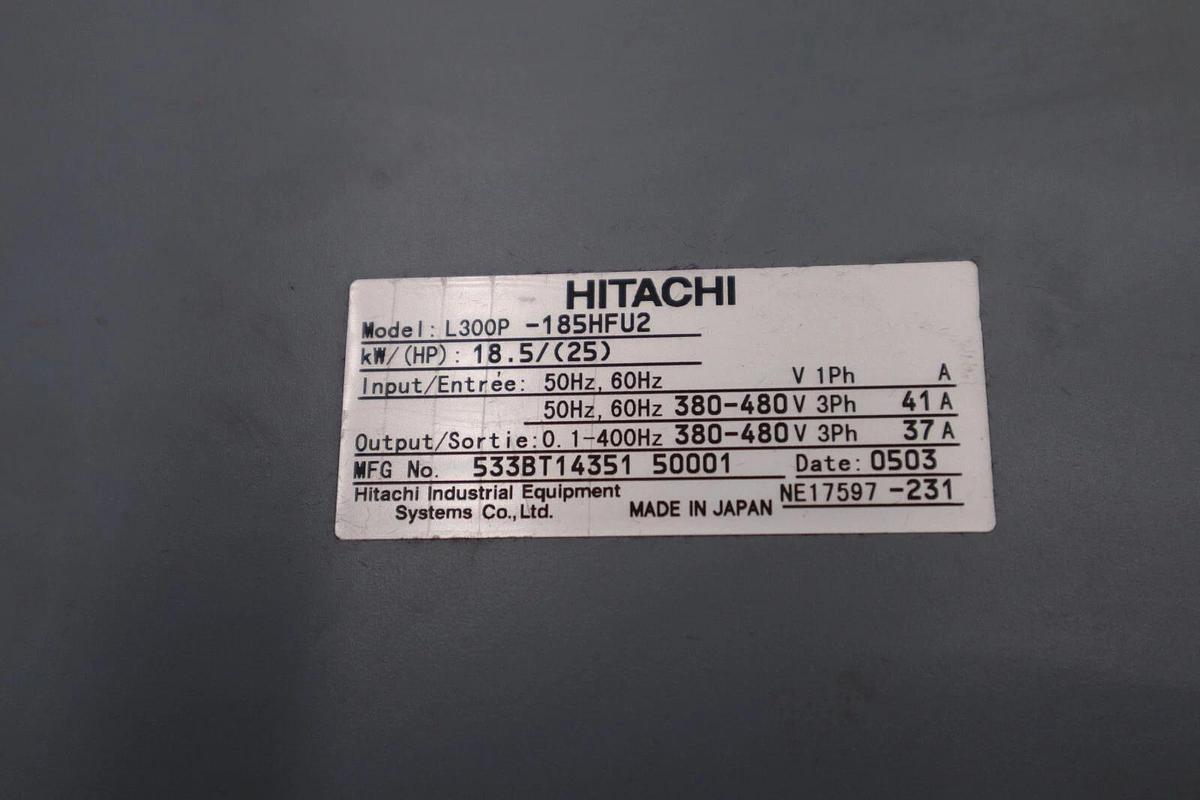 HITACHI
Model: L300P -185HFU2
kW/(HP): 18.5/(25)
Input/Entrée: 50Hz, 60Hz V 1Ph A
50Hz, 60Hz 380-480V 3Ph 41 A
Output/Sortie:0.1-400Hz 380-480V 3Ph 37 A
MFG No. 533BT14351 50001 Date: 0503
Hitachi Industrial Equipment
Systems Co.,Ltd. MADE IN JAPAN NE17597 -231